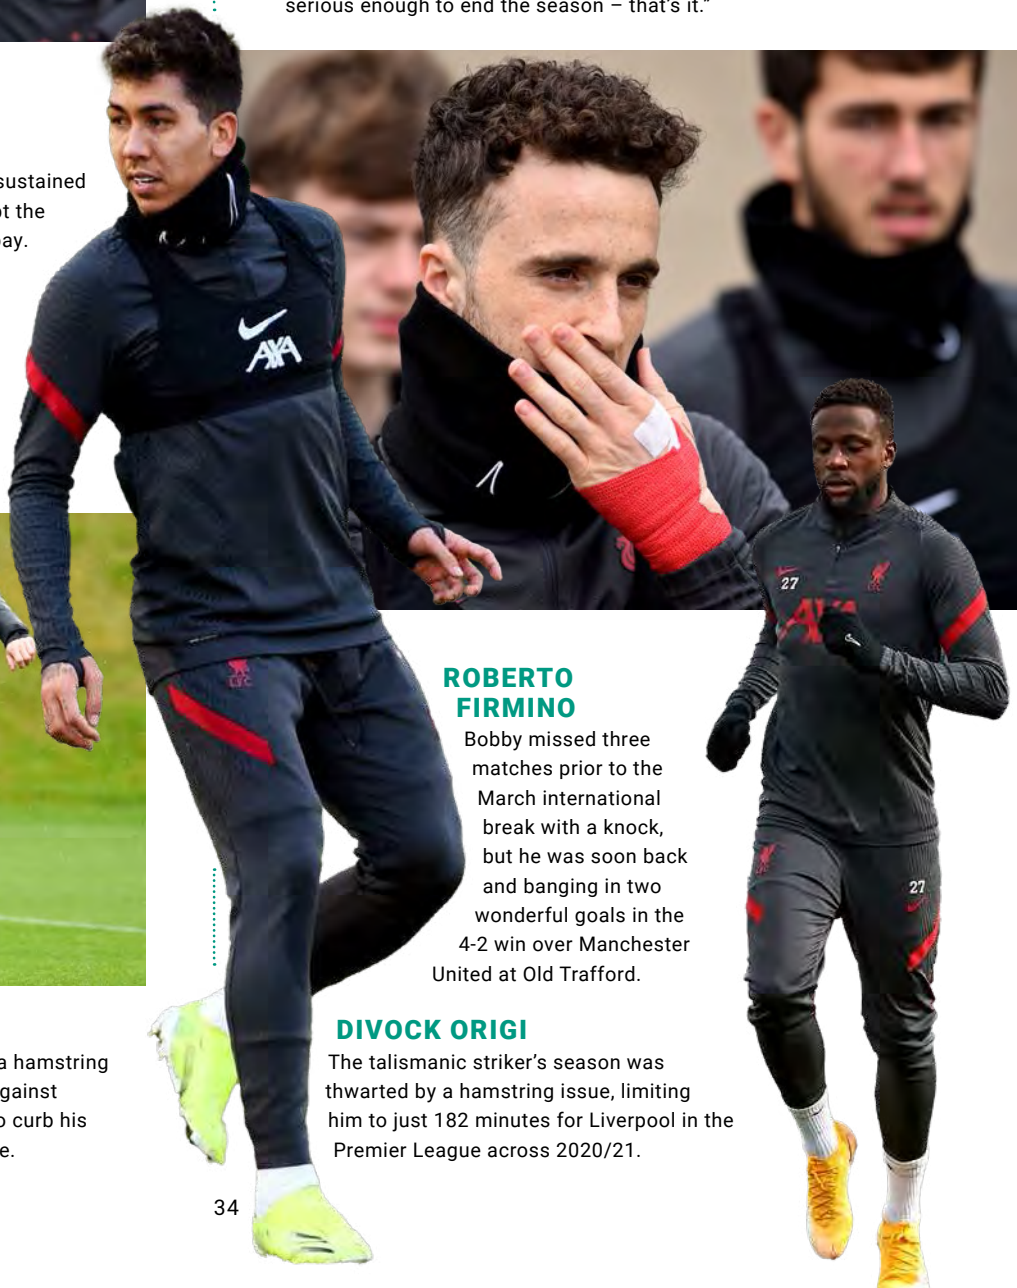 serious enough to end the season – that's it."
sustained
ot the
ay.
AXA
27
LFC
AXA
LFC
27
ROBERTO
FIRMINO
Bobby missed three
matches prior to the
March international
break with a knock,
but he was soon back
and banging in two
wonderful goals in the
4-2 win over Manchester
United at Old Trafford.
DIVOCK ORIGI
The talismanic striker's season was
thwarted by a hamstring issue, limiting
him to just 182 minutes for Liverpool in the
Premier League across 2020/21.
a hamstring
gainst
o curb his
e.
34